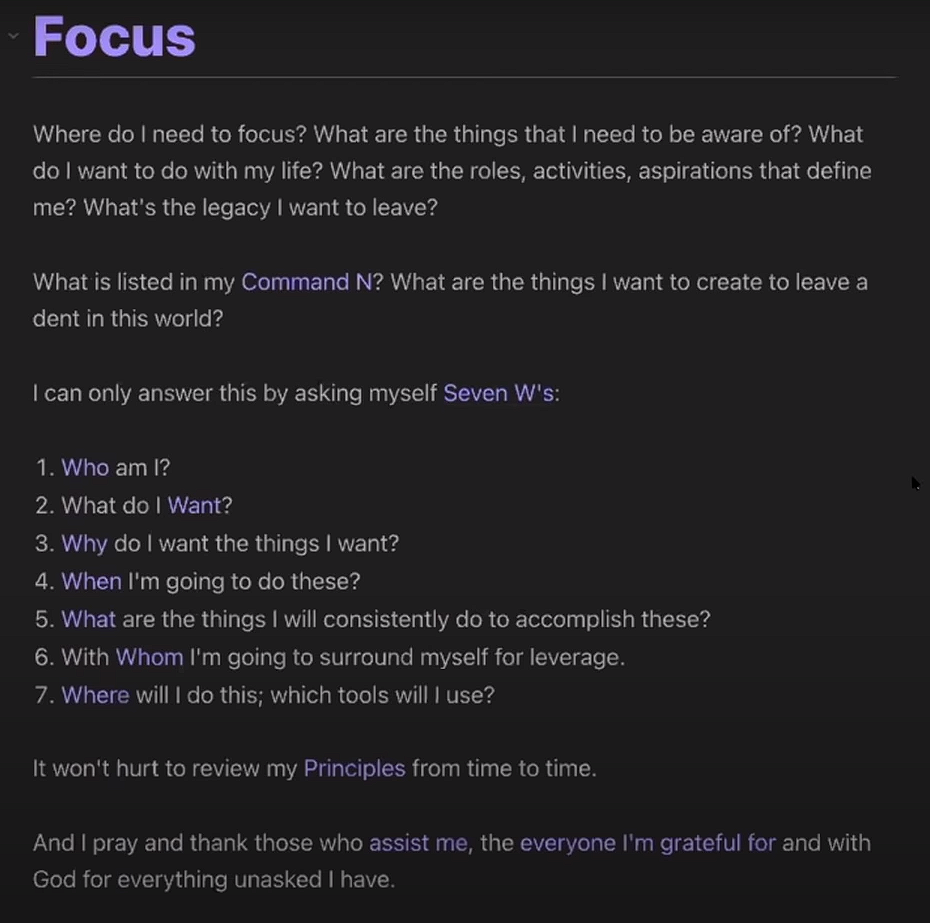 Focus
Where do I need to focus? What are the things that I need to be aware of? What
do I want to do with my life? What are the roles, activities, aspirations that define
me? What's the legacy I want to leave?
What is listed in my Command N? What are the things I want to create to leave a
dent in this world?
I can only answer this by asking myself Seven W's:
1. Who am I?
2. What do I Want?
3. Why do I want the things I want?
4. When I'm going to do these?
5. What are the things I will consistently do to accomplish these?
6. With Whom I'm going to surround myself for leverage.
7. Where will I do this; which tools will I use?
It won't hurt to review my Principles from time to time.
And I pray and thank those who assist me, the everyone I'm grateful for and with
God for everything unasked I have.